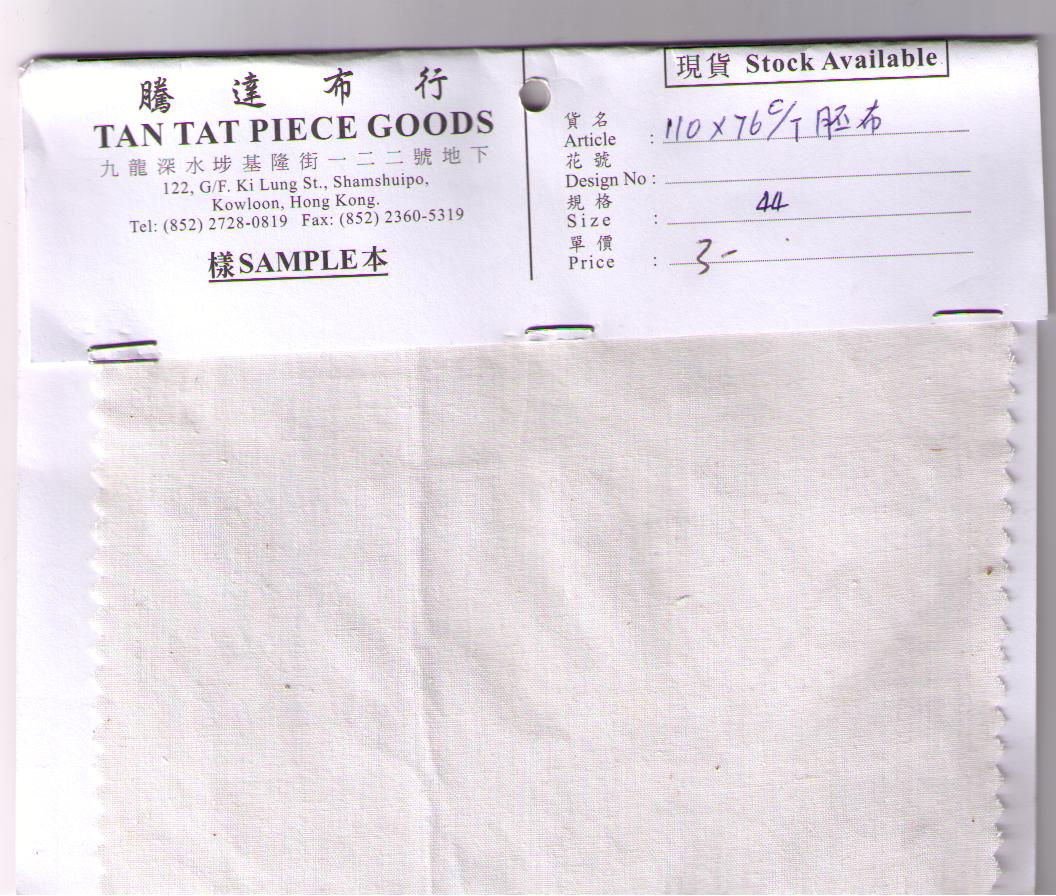 騰達布行
TAN TAT PIECE GOODS
九龍深水埗基隆街一二二號地下
122, G/F. Ki Lung St., Shamshuipo,
Kowloon, Hong Kong.
Tel: (852) 2728-0819 Fax: (852) 2360-5319
樣SAMPLE本
現貨 Stock Available
貨名
Article : 110 x 76 C/T 胚布
花號
Design No :
規格
Size : 44
單價
Price : 3-